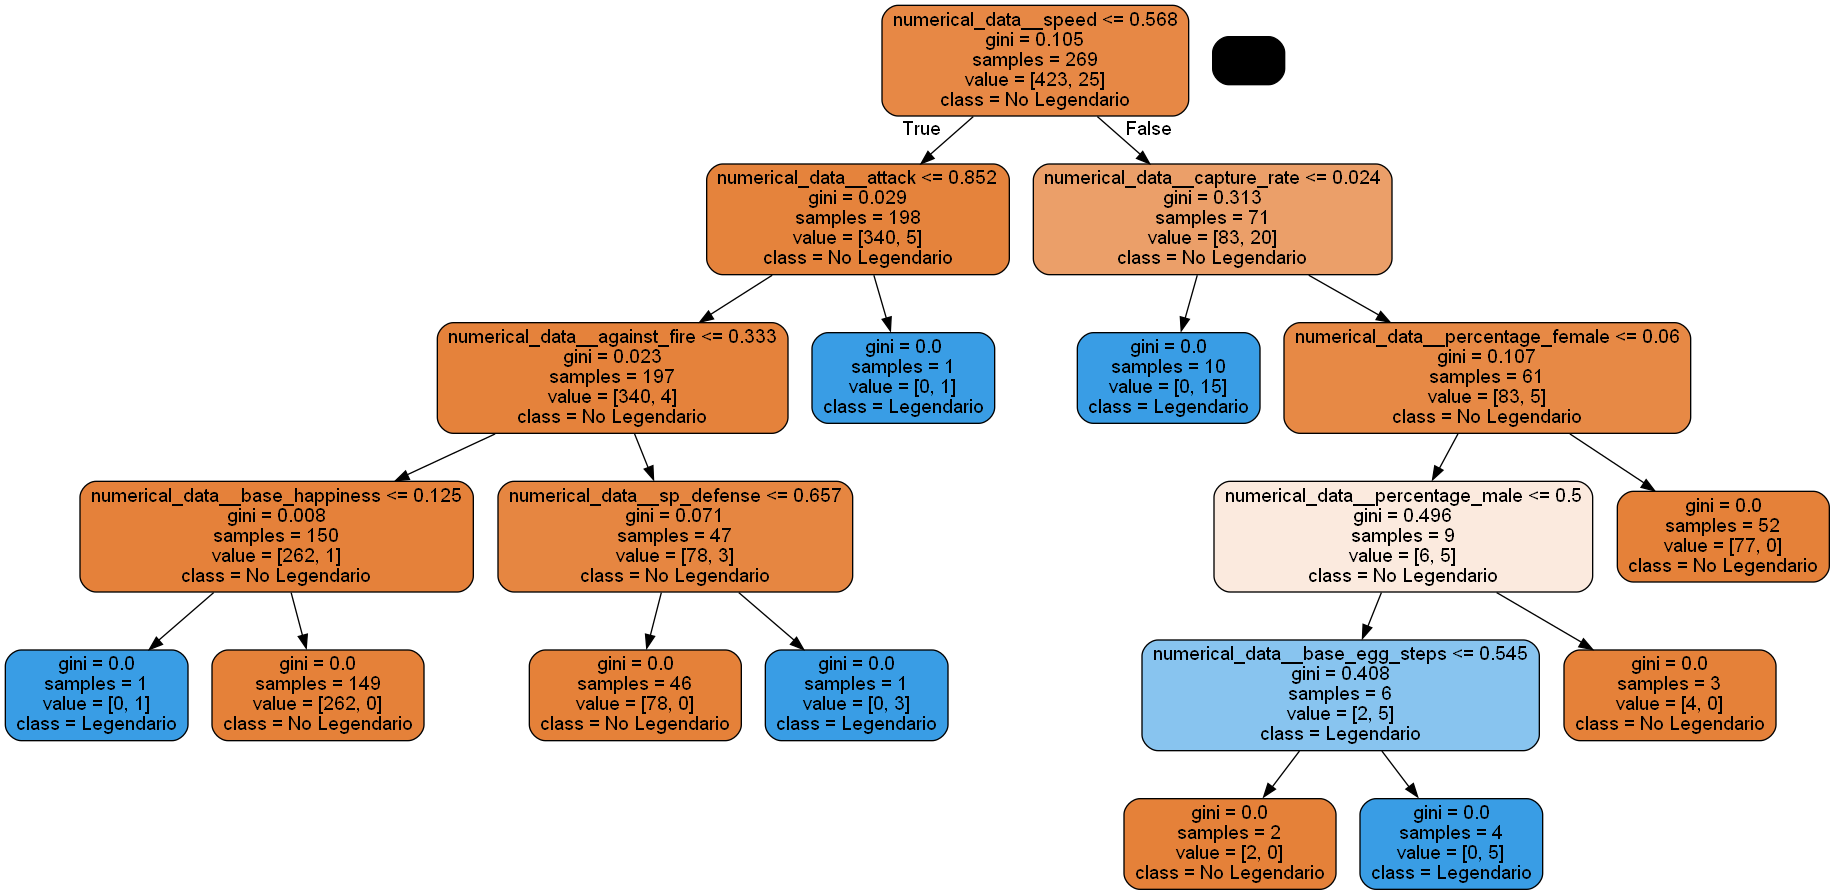 numerical_data__speed <= 0.568
gini = 0.105
samples = 269
value = [423, 25]
class = No Legendario
True
False
numerical_data__attack <= 0.852
gini = 0.029
samples = 198
value = [340, 5]
class = No Legendario
numerical_data__capture_rate <= 0.024
gini = 0.313
samples = 71
value = [83, 20]
class = No Legendario
numerical_data__against_fire <= 0.333
gini = 0.023
samples = 197
value = [340, 4]
class = No Legendario
gini = 0.0
samples = 1
value = [0, 1]
class = Legendario
gini = 0.0
samples = 10
value = [0, 15]
class = Legendario
numerical_data__percentage_female <= 0.06
gini = 0.107
samples = 61
value = [83, 5]
class = No Legendario
numerical_data__base_happiness <= 0.125
gini = 0.008
samples = 150
value = [262, 1]
class = No Legendario
numerical_data__sp_defense <= 0.657
gini = 0.071
samples = 47
value = [78, 3]
class = No Legendario
numerical_data__percentage_male <= 0.5
gini = 0.496
samples = 9
value = [6, 5]
class = No Legendario
gini = 0.0
samples = 52
value = [77, 0]
class = No Legendario
gini = 0.0
samples = 1
value = [0, 1]
class = Legendario
gini = 0.0
samples = 149
value = [262, 0]
class = No Legendario
gini = 0.0
samples = 46
value = [78, 0]
class = No Legendario
gini = 0.0
samples = 1
value = [0, 3]
class = Legendario
numerical_data__base_egg_steps <= 0.545
gini = 0.408
samples = 6
value = [2, 5]
class = Legendario
gini = 0.0
samples = 3
value = [4, 0]
class = No Legendario
gini = 0.0
samples = 2
value = [2, 0]
class = No Legendario
gini = 0.0
samples = 4
value = [0, 5]
class = Legendario